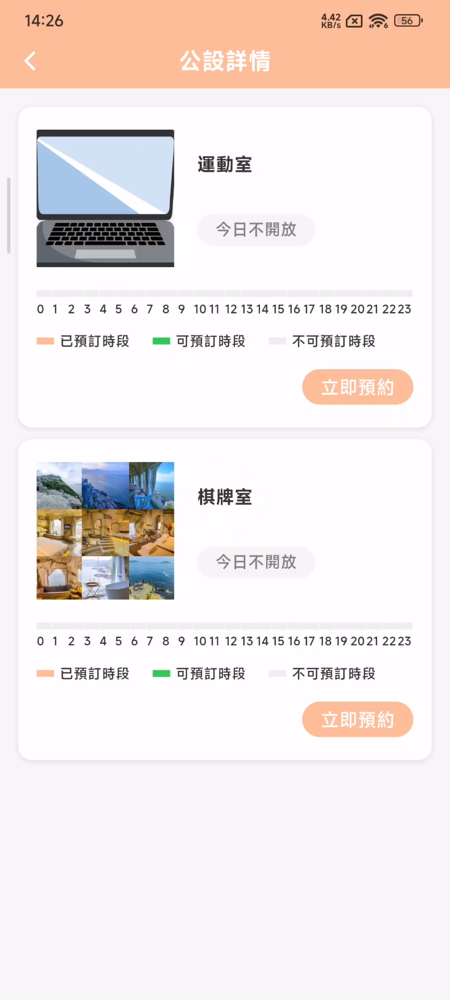 14:26
4.42
KB/s
6
56
公設詳情
運動室
今日不開放
0 1 2 3 4 5 6 7 8 9 10 11 12 13 14 15 16 17 18 19 20 21 22 23
已預訂時段 可預訂時段 不可預訂時段
立即預約
棋牌室
今日不開放
0 1 2 3 4 5 6 7 8 9 10 11 12 13 14 15 16 17 18 19 20 21 22 23
已預訂時段 可預訂時段 不可預訂時段
立即預約